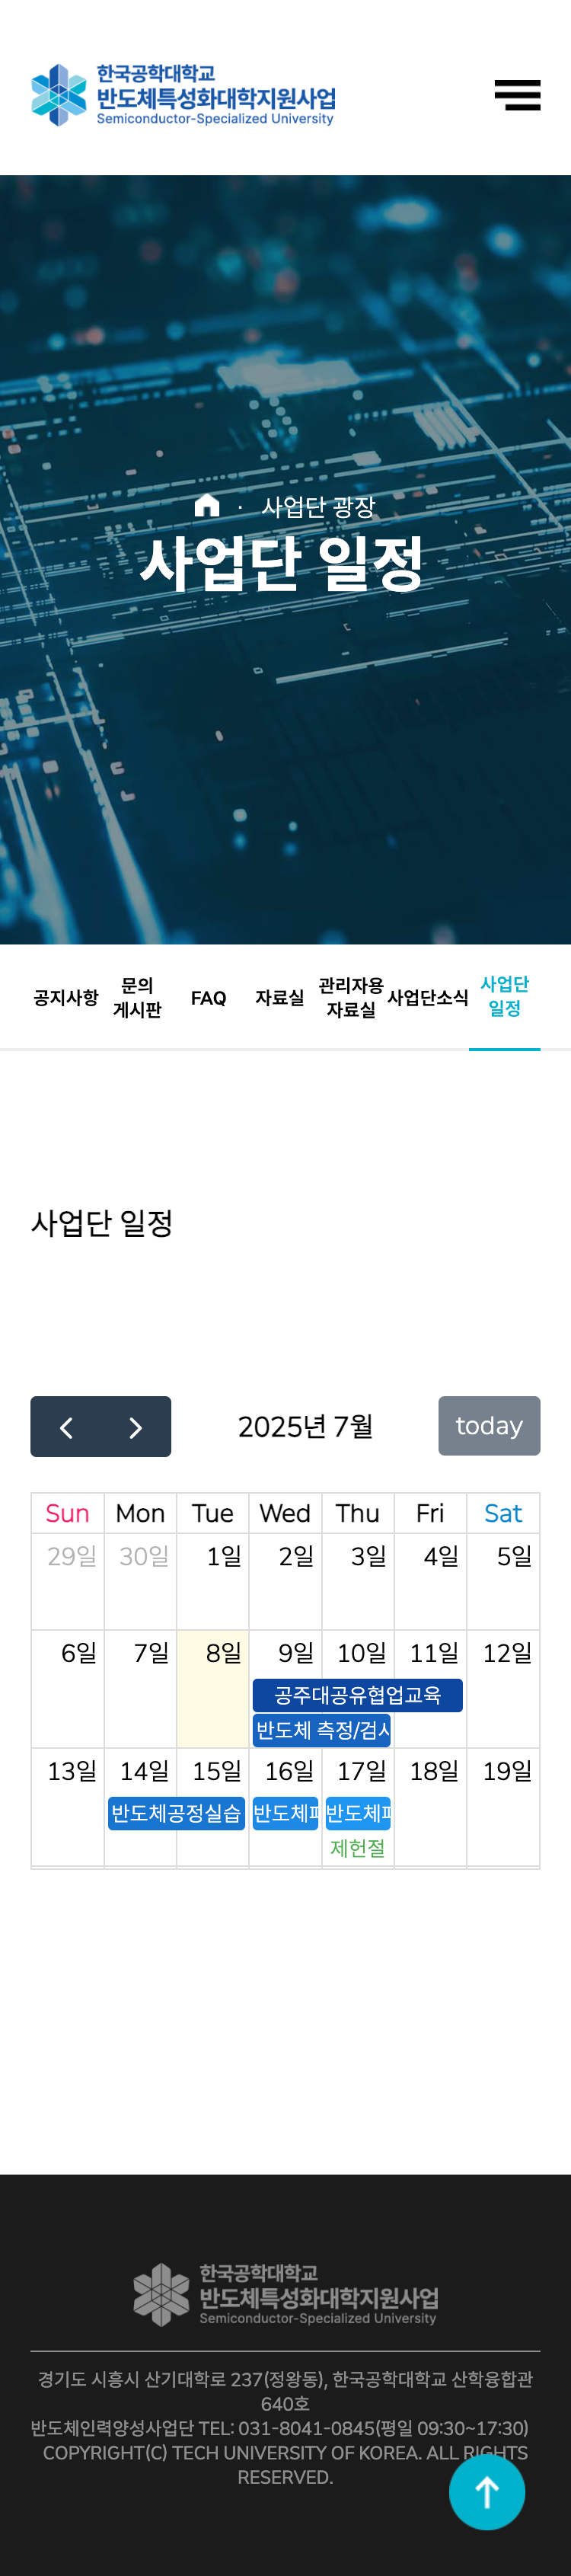 한국공학대학교
반도체특성화대학지원사업
Semiconductor-Specialized University
· 사업단 광장
사업단 일정
공지사항
문의
게시판
FAQ
자료실
관리자용
자료실
사업단소식
사업단
일정
사업단 일정
2025년 7월
today
Sun Mon Tue Wed Thu Fri Sat
29일 30일 1일 2일 3일 4일 5일
6일 7일 8일 9일 10일 11일 12일
공주대공유협업교육
반도체 측정/검사
13일 14일 15일 16일 17일 18일 19일
반도체공정실습 반도체 반도체
제헌절
한국공학대학교
반도체특성화대학지원사업
Semiconductor-Specialized University
경기도 시흥시 산기대학로 237(정왕동), 한국공학대학교 산학융합관
640호
반도체인력양성사업단 TEL: 031-8041-0845(평일 09:30~17:30)
COPYRIGHT(C) TECH UNIVERSITY OF KOREA. ALL RIGHTS
RESERVED.